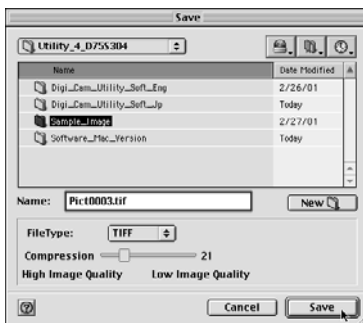 Save
Utility_4_D75S304
Name Date Modified
Digi_Cam_Utility_Soft_Eng 2/26/01
Digi_Cam_Utility_Soft_Jp Today
Sample_Image 2/27/01
Software_Mac_Version Today
Name: Pict0003.tif New
FileType: TIFF
Compression 21
High Image Quality Low Image Quality
? Cancel Save